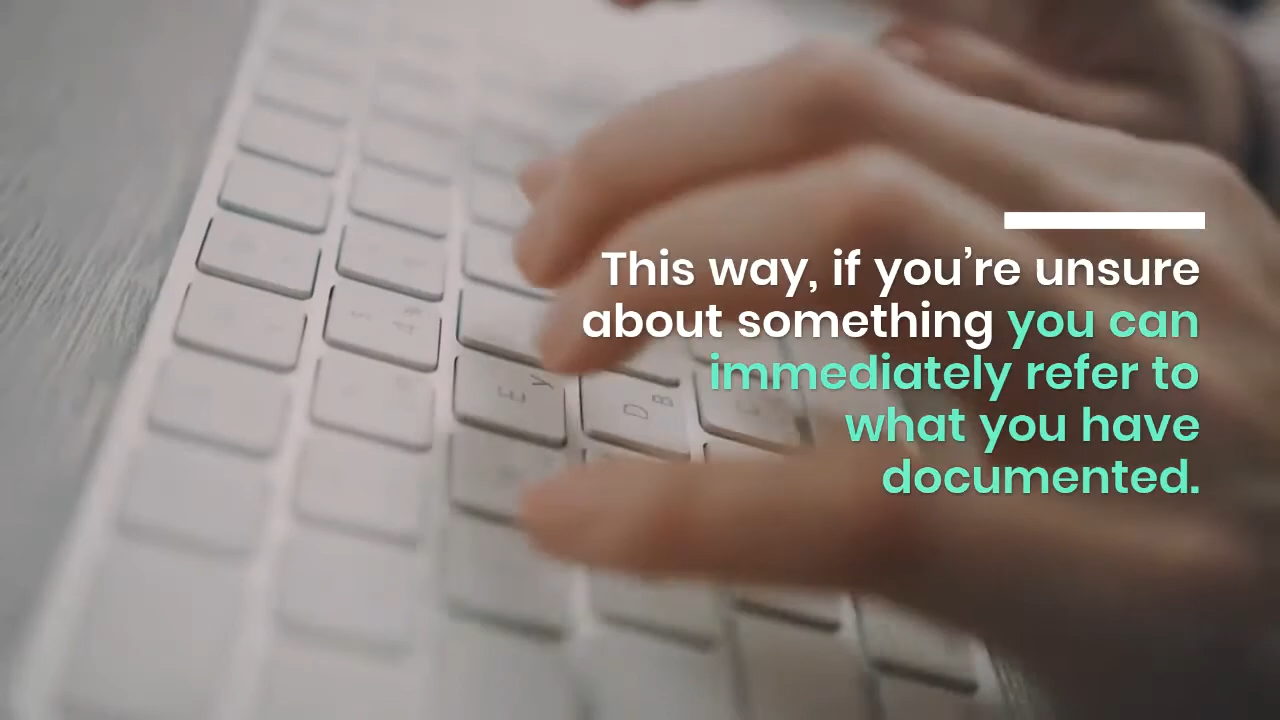 This way, if you’re unsure
about something you can
immediately refer to
what you have
documented.
E У
D В